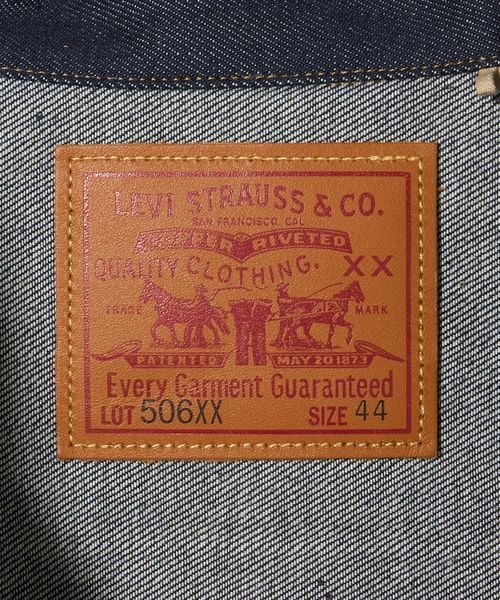 LEVI STRAUSS & CO.
SAN FRANCISCO, CAL.
COPPER RIVETED
QUALITY CLOTHING. XX
TRADE MARK
PATENTED MAY 20 1873
Every Garment Guaranteed
LOT 506XX SIZE 44